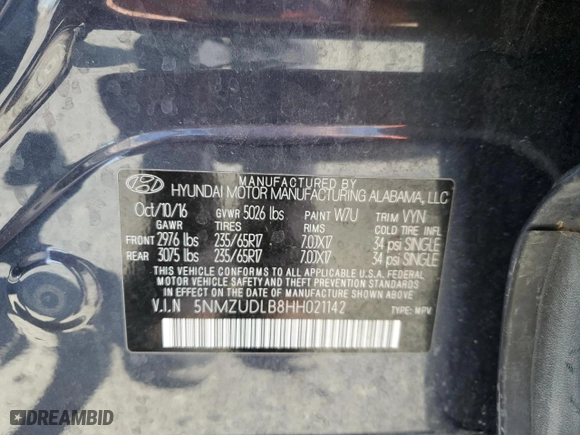 MANUFACTURED BY
HYUNDAI MOTOR MANUFACTURING ALABAMA, LLC
Oct/10/16 GVWR 5026 lbs PAINT W7U TRIM VYN
GAWR TIRES RIMS COLD TIRE INFL
FRONT 2976 lbs 235/65R17 7.0JX17 34 psi SINGLE
REAR 3075 lbs 235/65R17 7.0JX17 34 psi SINGLE
THIS VEHICLE CONFORMS TO ALL APPLICABLE U.S.A. FEDERAL
MOTOR VEHICLE SAFETY, BUMPER, AND
THEFT PREVENTION STANDARDS IN EFFECT
ON THE DATE OF MANUFACTURE SHOWN ABOVE.
V.I.N 5NMZUDLB8HH021142 TYPE: MPV
DREAMBID